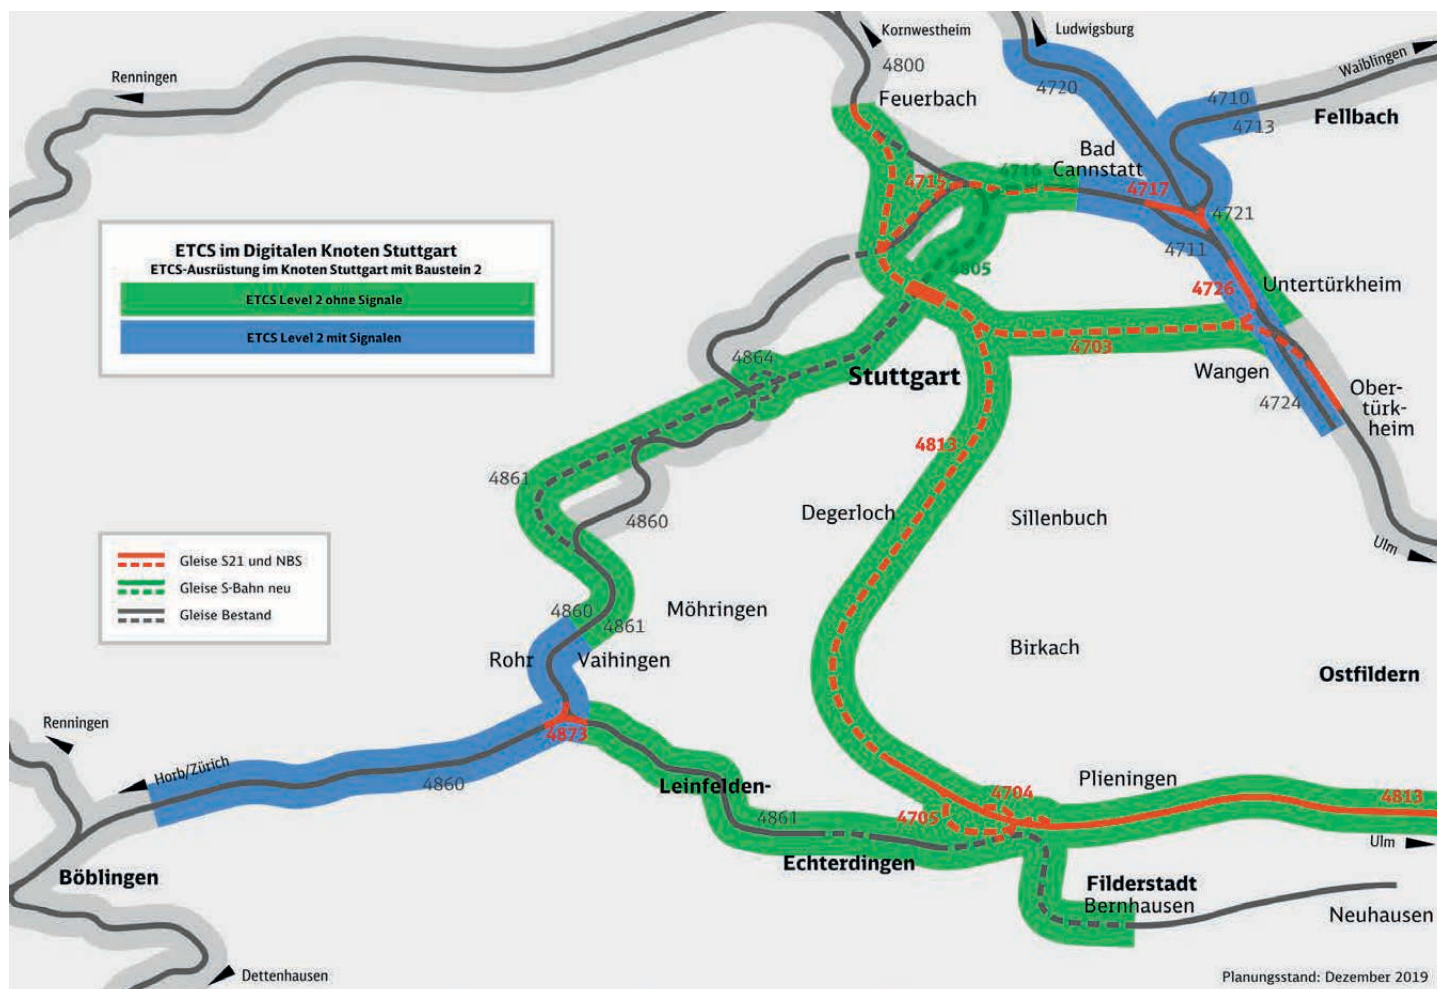 Kornwestheim
Ludwigsburg
4800
Waiblingen
Renningen
4720
Feuerbach
4710
4713
Fellbach
Bad
Cannstatt
4716
4715
4717
4721
4711
ETCS im Digitalen Knoten Stuttgart
ETCS-Ausrüstung im Knoten Stuttgart mit Baustein 2
ETCS Level 2 ohne Signale
ETCS Level 2 mit Signalen
4805
4726
Untertürkheim
4703
4864
Stuttgart
Wangen
4724
Ober-
türk-
heim
4813
4861
Degerloch
Sillenbuch
4860
Ulm
Gleise S21 und NBS
Gleise S-Bahn neu
Gleise Bestand
4860
4861
Möhringen
Rohr
Vaihingen
Birkach
Ostfildern
Renningen
4873
Horb/Zürich
4860
Leinfelden-
Plieningen
4704
4705
4813
4861
Ulm
Echterdingen
Böblingen
Filderstadt
Bernhausen
Neuhausen
Dettenhausen
Planungsstand: Dezember 2019